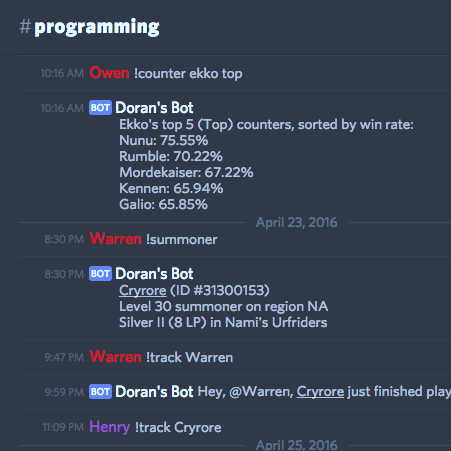 #programming
10:16 AM Owen !counter ekko top
10:16 AM BOT Doran's Bot
Ekko's top 5 (Top) counters, sorted by win rate:
Nunu: 75.55%
Rumble: 70.22%
Mordekaiser: 67.22%
Kennen: 65.94%
Galio: 65.85%
April 23, 2016
8:30 PM Warren !summoner
8:30 PM BOT Doran's Bot
Cryrore (ID #31300153)
Level 30 summoner on region NA
Silver II (8 LP) in Nami's Urfriders
9:47 PM Warren !track Warren
9:59 PM BOT Doran's Bot Hey, @Warren, Cryrore just finished play
11:09 PM Henry !track Cryrore
April 25, 2016